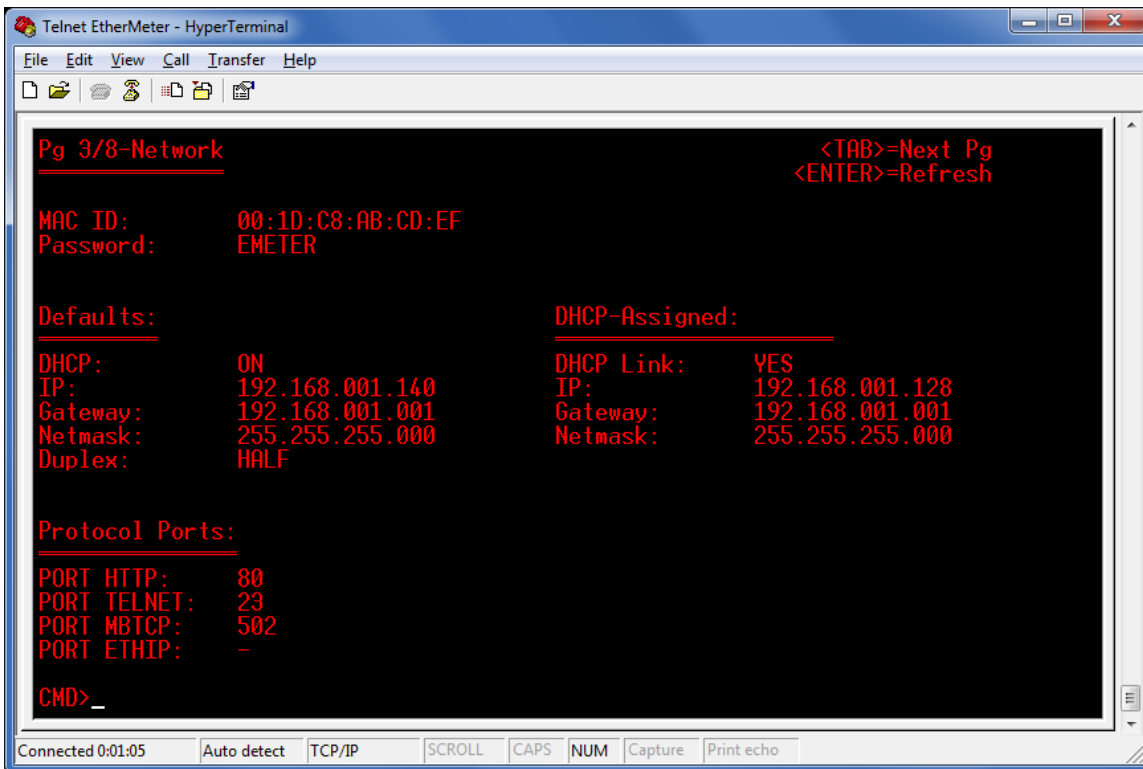 Telnet EtherMeter - HyperTerminal
File Edit View Call Transfer Help
Pg 3/8-Network <TAB>=Next Pg
<ENTER>=Refresh
MAC ID: 00:1D:C8:AB:CD:EF
Password: EMETER
Defaults: DHCP-Assigned:
DHCP: ON DHCP Link: YES
IP: 192.168.001.140 IP: 192.168.001.128
Gateway: 192.168.001.001 Gateway: 192.168.001.001
Netmask: 255.255.255.000 Netmask: 255.255.255.000
Duplex: HALF
Protocol Ports:
PORT HTTP: 80
PORT TELNET: 23
PORT MBTCP: 502
PORT ETHIP: -
CMD>_
Connected 0:01:05 Auto detect TCP/IP SCROLL CAPS NUM Capture Print echo